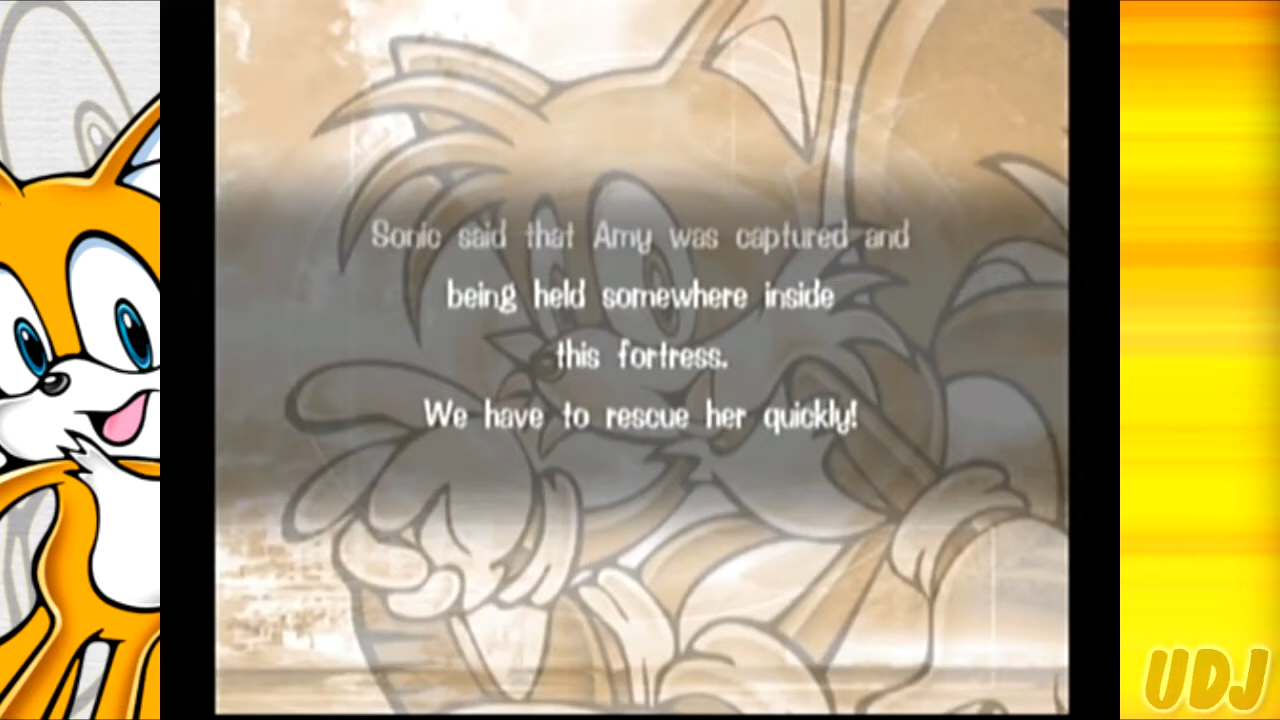 Sonic said that Amy was captured and
being held somewhere inside
this fortress.
We have to rescue her quickly!
UDJ